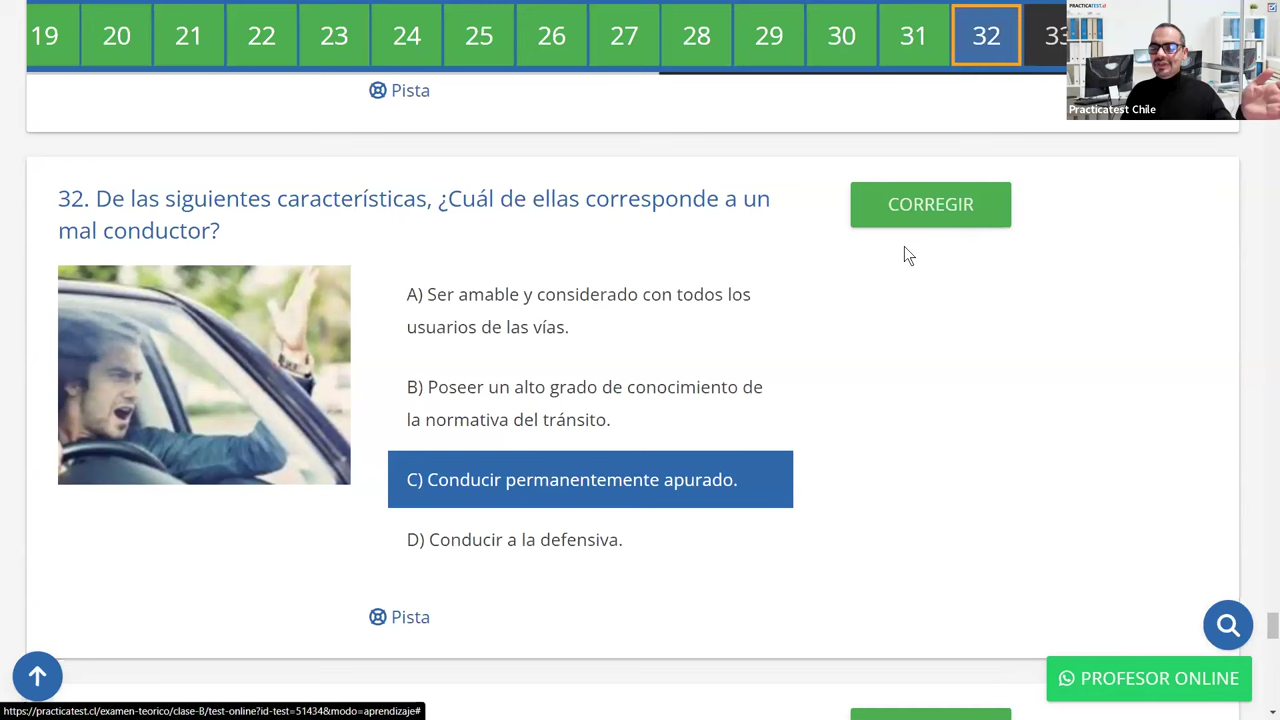 19 20 21 22 23 24 25 26 27 28 29 30 31 32 33
PRACTICATEST.cl
Practicatest Chile
Pista
32. De las siguientes características, ¿Cuál de ellas corresponde a un
mal conductor?
CORREGIR
A) Ser amable y considerado con todos los
usuarios de las vías.
B) Poseer un alto grado de conocimiento de
la normativa del tránsito.
C) Conducir permanentemente apurado.
D) Conducir a la defensiva.
Pista
PROFESOR ONLINE
https://practicatest.cl/examen-teorico/clase-B/test-online?id-test=51434&modo=aprendizaje#